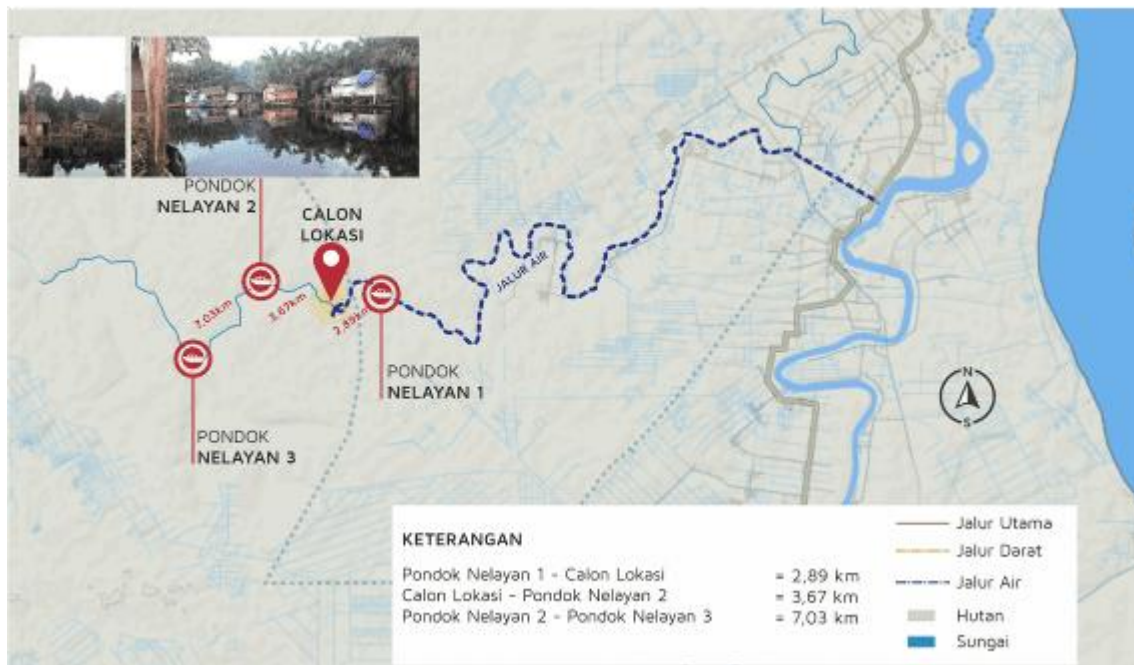 PONDOK
NELAYAN 2
CALON
LOKASI
JALUR AIR
7.03km
3.67km
2.89km
PONDOK
NELAYAN 1
PONDOK
NELAYAN 3
N
S
KETERANGAN
Pondok Nelayan 1 - Calon Lokasi = 2,89 km
Calon Lokasi - Pondok Nelayan 2 = 3,67 km
Pondok Nelayan 2 - Pondok Nelayan 3 = 7,03 km
Jalur Utama
Jalur Darat
Jalur Air
Hutan
Sungai